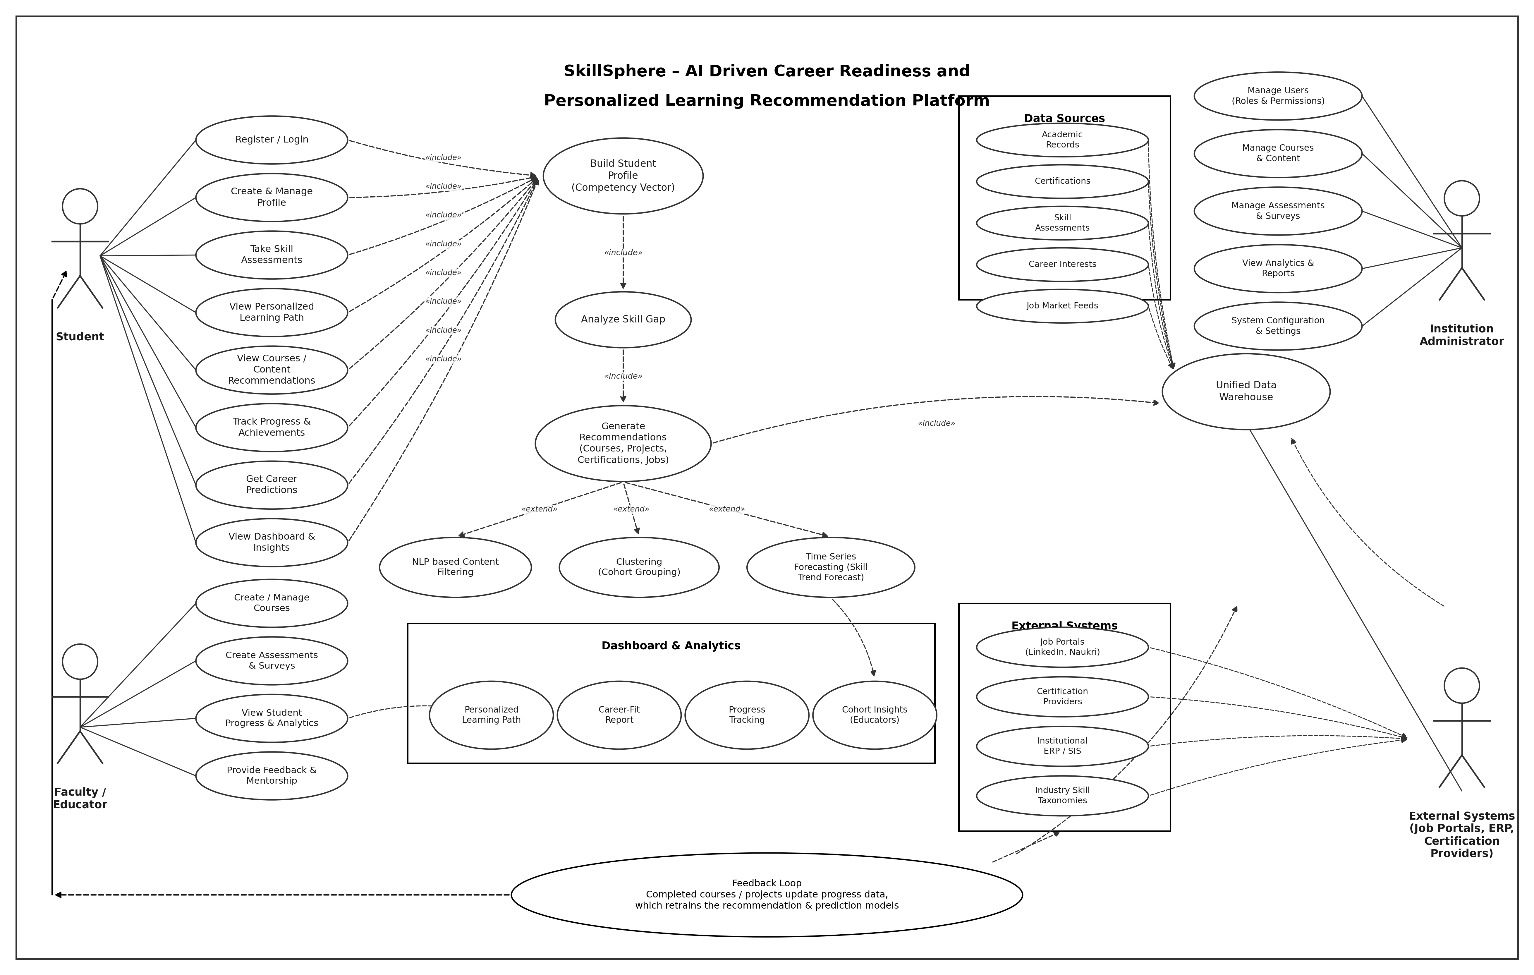 SkillSphere – AI Driven Career Readiness and
Personalized Learning Recommendation Platform
Register / Login
Create & Manage
Profile
Take Skill
Assessments
View Personalized
Learning Path
View Courses /
Content
Recommendations
Track Progress &
Achievements
Get Career
Predictions
View Dashboard &
Insights
Student
Create / Manage
Courses
Create Assessments
& Surveys
View Student
Progress & Analytics
Provide Feedback &
Mentorship
Faculty /
Educator
«include»
«include»
«include»
«include»
«include»
«include»
«include»
«include»
Build Student
Profile
(Competency Vector)
«include»
Analyze Skill Gap
«include»
Generate
Recommendations
(Courses, Projects,
Certifications, Jobs)
«include»
«extend»
«extend»
«extend»
NLP based Content
Filtering
Clustering
(Cohort Grouping)
Time Series
Forecasting (Skill
Trend Forecast)
Dashboard & Analytics
Personalized
Learning Path
Career-Fit
Report
Progress
Tracking
Cohort Insights
(Educators)
Data Sources
Academic
Records
Certifications
Skill
Assessments
Career Interests
Job Market Feeds
Manage Users
(Roles & Permissions)
Manage Courses
& Content
Manage Assessments
& Surveys
View Analytics &
Reports
System Configuration
& Settings
Institution
Administrator
Unified Data
Warehouse
External Systems
Job Portals
(LinkedIn, Naukri)
Certification
Providers
Institutional
ERP / SIS
Industry Skill
Taxonomies
External Systems
(Job Portals, ERP,
Certification
Providers)
Feedback Loop
Completed courses / projects update progress data,
which retrains the recommendation & prediction models